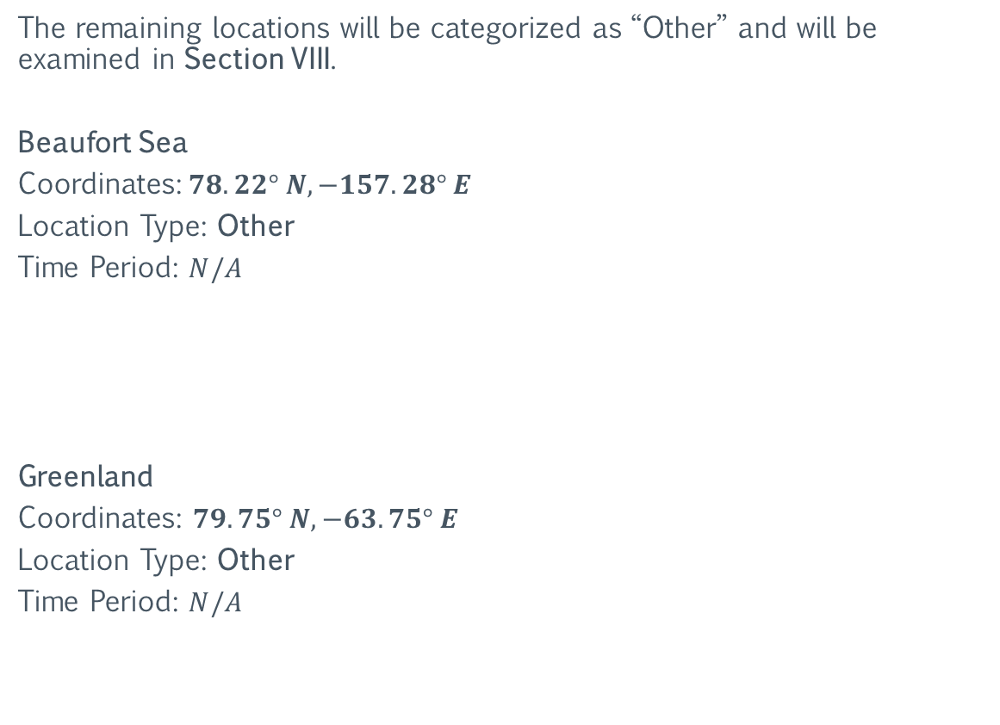 The remaining locations will be categorized as “Other” and will be
examined in Section VIII.
Beaufort Sea
Coordinates: 78.22° N, −157.28° E
Location Type: Other
Time Period: N/A
Greenland
Coordinates: 79.75° N, −63.75° E
Location Type: Other
Time Period: N/A